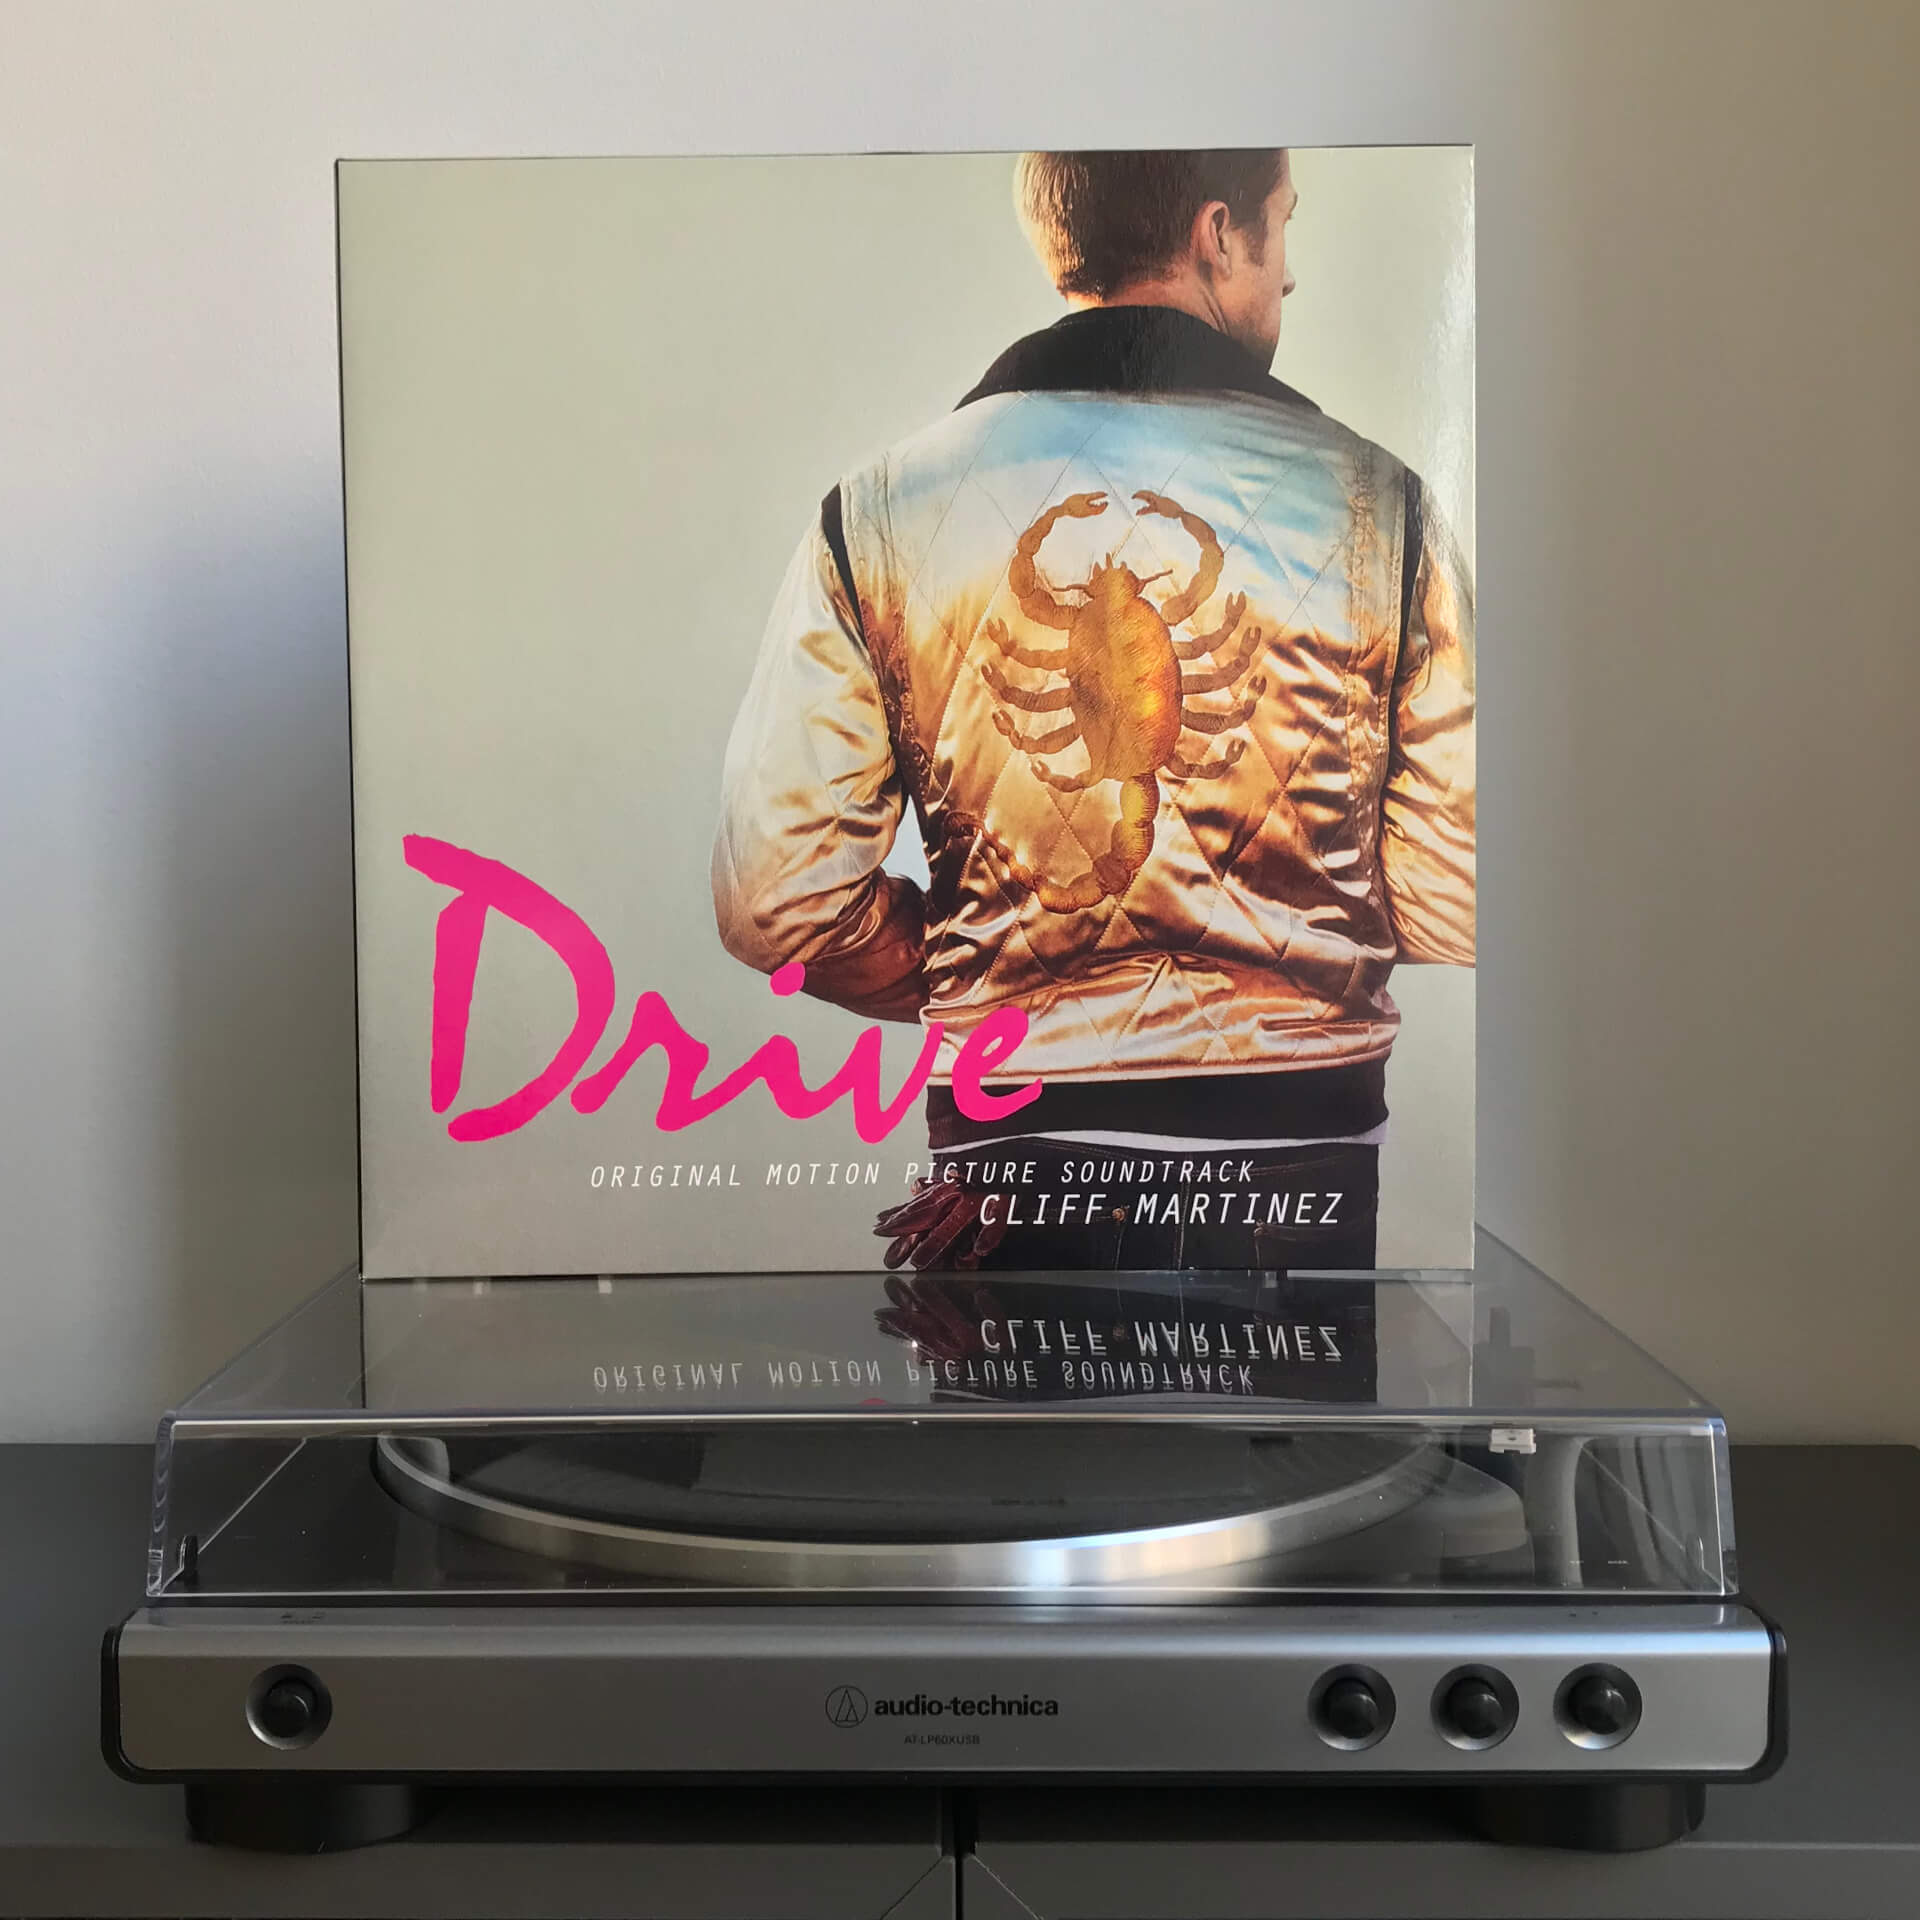 Drive
ORIGINAL MOTION PICTURE SOUNDTRACK
CLIFF MARTINEZ
CLIFF MARTINEZ
ORIGINAL MOTION PICTURE SOUNDTRACK
audio-technica
AT-LP60XUSB